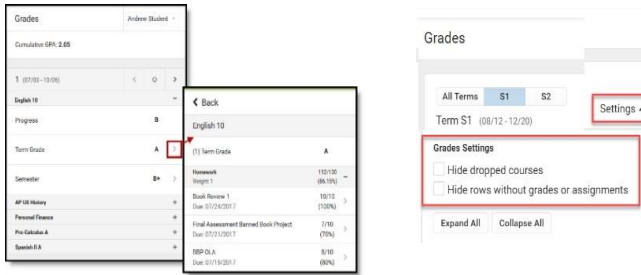 Grades
Andrew Student
Cumulative GPA: 2.05
1 (07/03 - 10/06)
Q
English 10
Progress B
Term Grade A
Semester B+
AP US History
Personal Finance
Pre-Calculus A
Spanish II A
Back
English 10
(1) Term Grade A
Homework 112/130
Weight: 1 (86.15%)
Book Review 1 10/10
Due: 07/24/2017 (100%)
Final Assessment Banned Book Project 7/10
Due: 07/21/2017 (70%)
BBP OLA 8/10
Due: 07/19/2017 (80%)
Grades
All Terms S1 S2
Settings
Term S1 (08/12 - 12/20)
Grades Settings
Hide dropped courses
Hide rows without grades or assignments
Expand All Collapse All